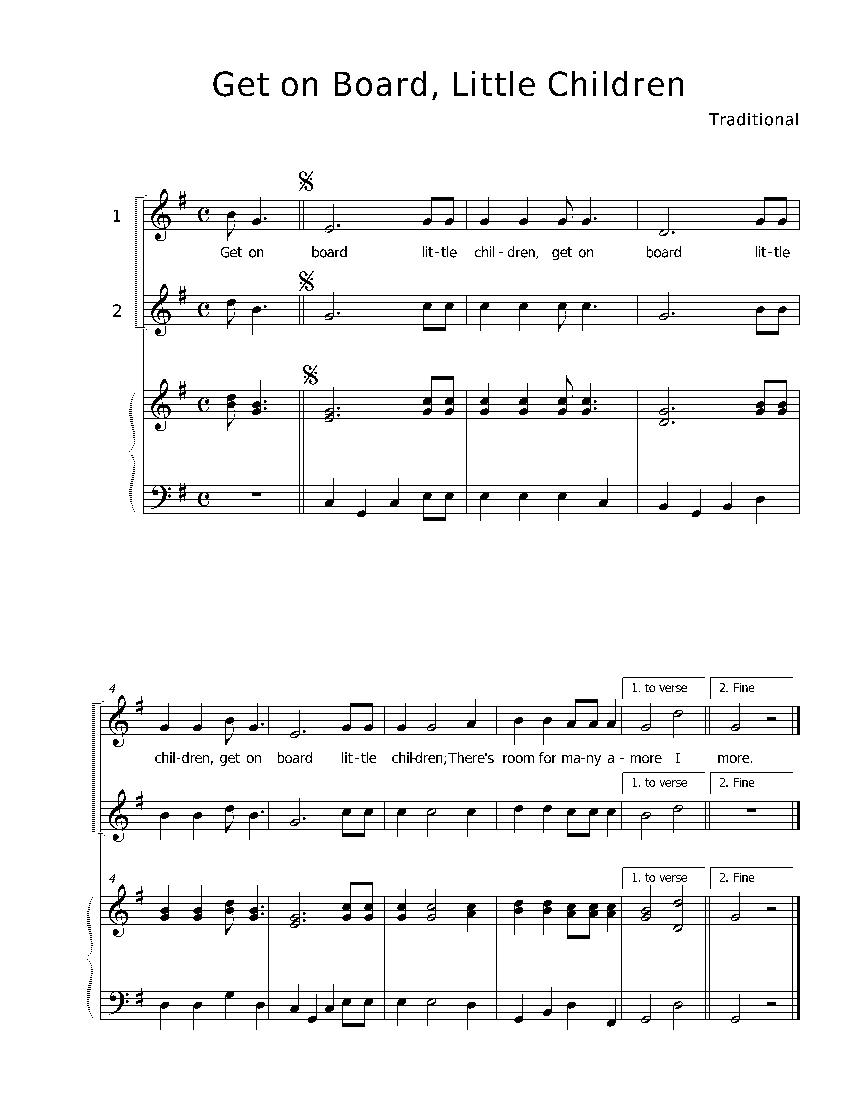 Get on Board, Little Children
Traditional
1
Get on board lit-tle chil-dren, get on board lit-tle
2
4
1. to verse 2. Fine
chil-dren, get on board lit-tle chil-dren;There's room for ma-ny a-more I more.
1. to verse 2. Fine
4
1. to verse 2. Fine